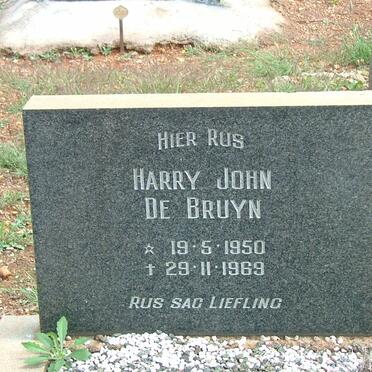 HIER RUS
HARRY JOHN
DE BRUYN
☆ 19·5·1950
† 29·11·1969
RUS SAG LIEFLING